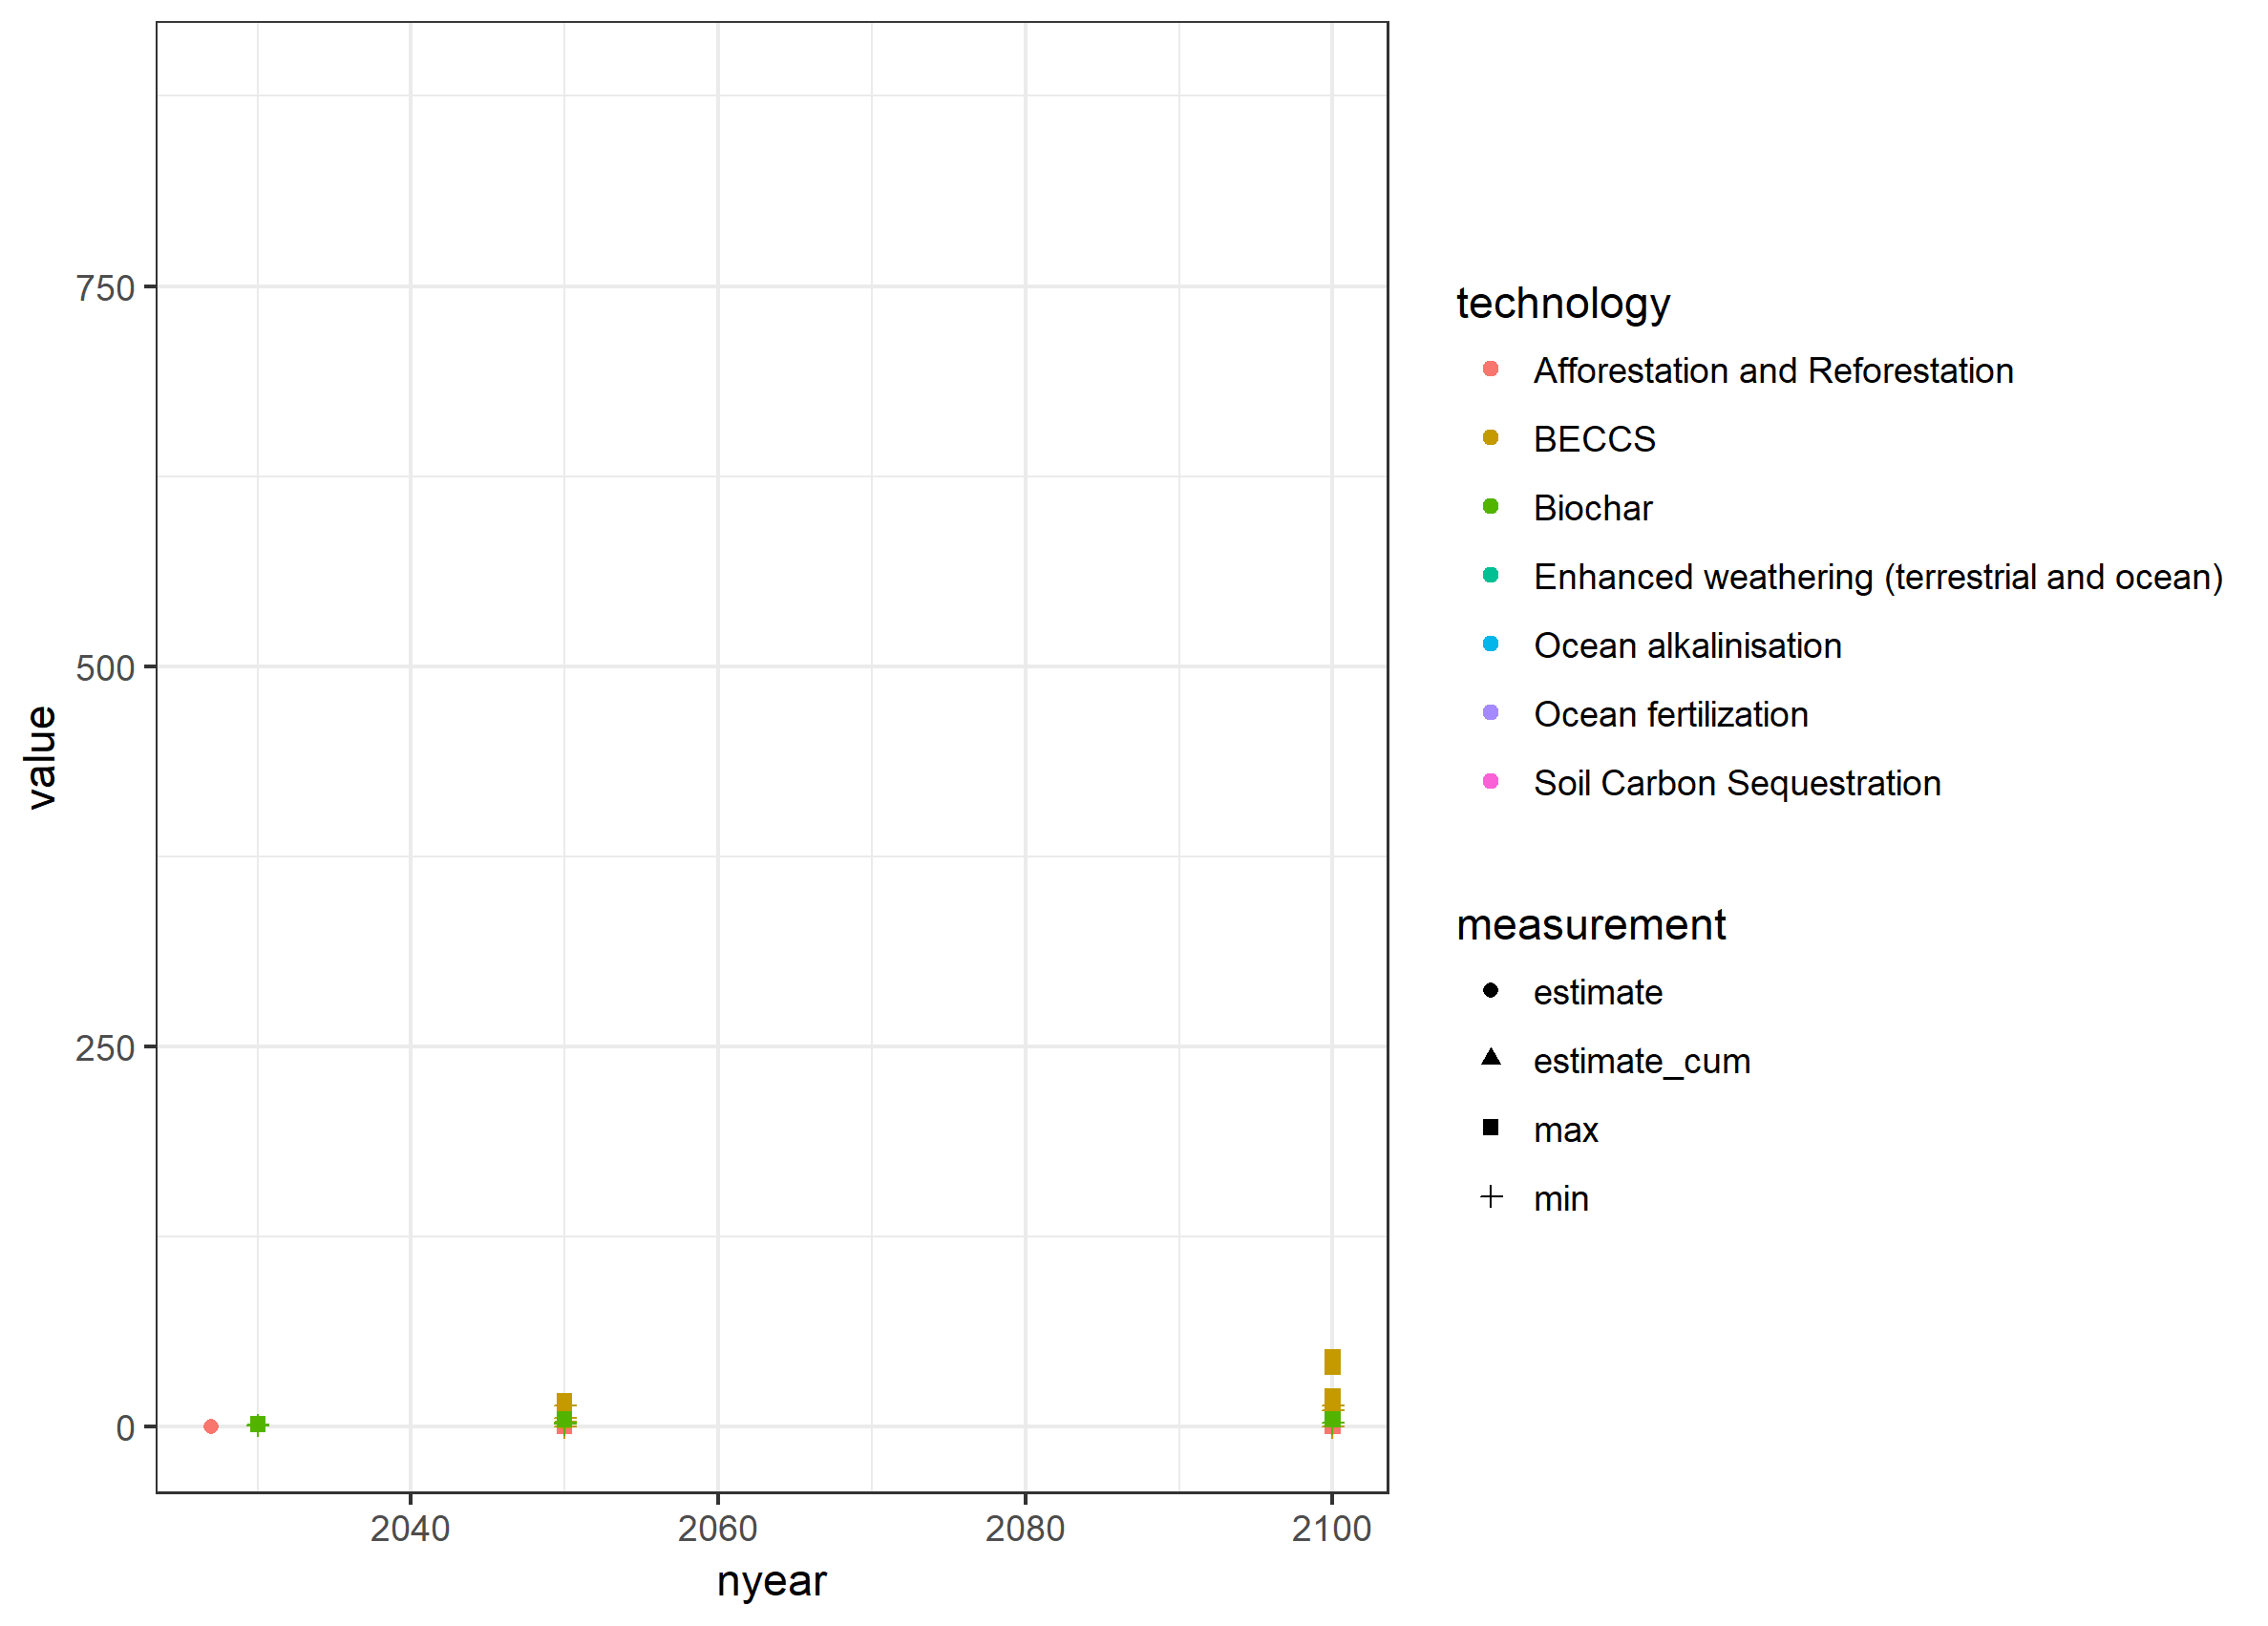 750
500
250
0
value
2040 2060 2080 2100
nyear
technology
Afforestation and Reforestation
BECCS
Biochar
Enhanced weathering (terrestrial and ocean)
Ocean alkalinisation
Ocean fertilization
Soil Carbon Sequestration
measurement
estimate
estimate_cum
max
min